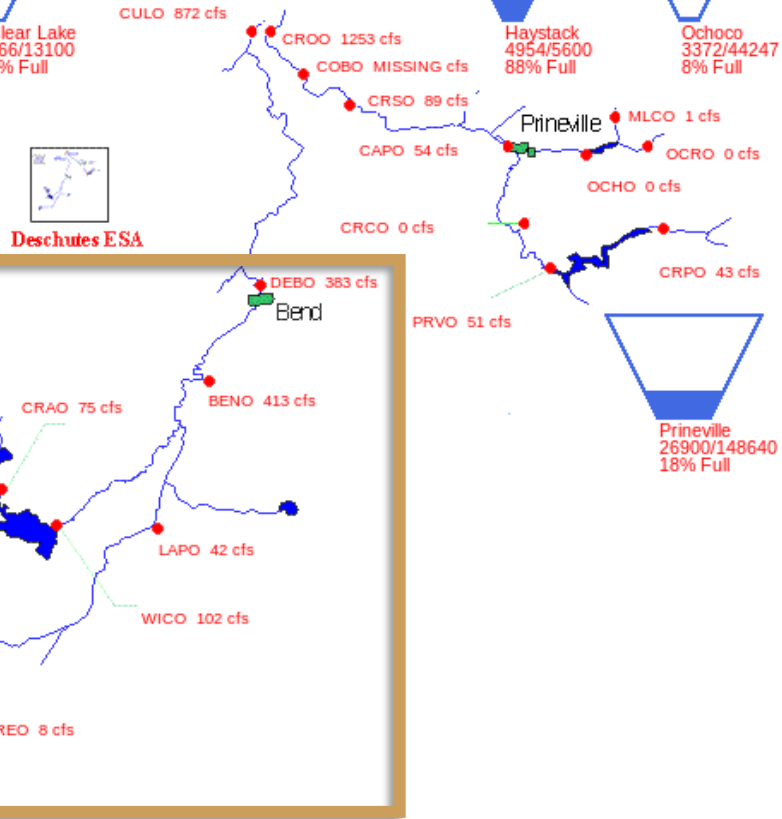 CULO 872 cfs
CROO 1253 cfs
COBO MISSING cfs
CRSO 89 cfs
CAPO 54 cfs
lear Lake
66/13100
% Full
Haystack
4954/5600
88% Full
Ochoco
3372/44247
8% Full
Prineville
MLCO 1 cfs
OCRO 0 cfs
OCHO 0 cfs
CRCO 0 cfs
CRPO 43 cfs
PRVO 51 cfs
Deschutes ESA
DEBO 383 cfs
Bend
BENO 413 cfs
CRAO 75 cfs
LAPO 42 cfs
WICO 102 cfs
REO 8 cfs
Prineville
26900/148640
18% Full